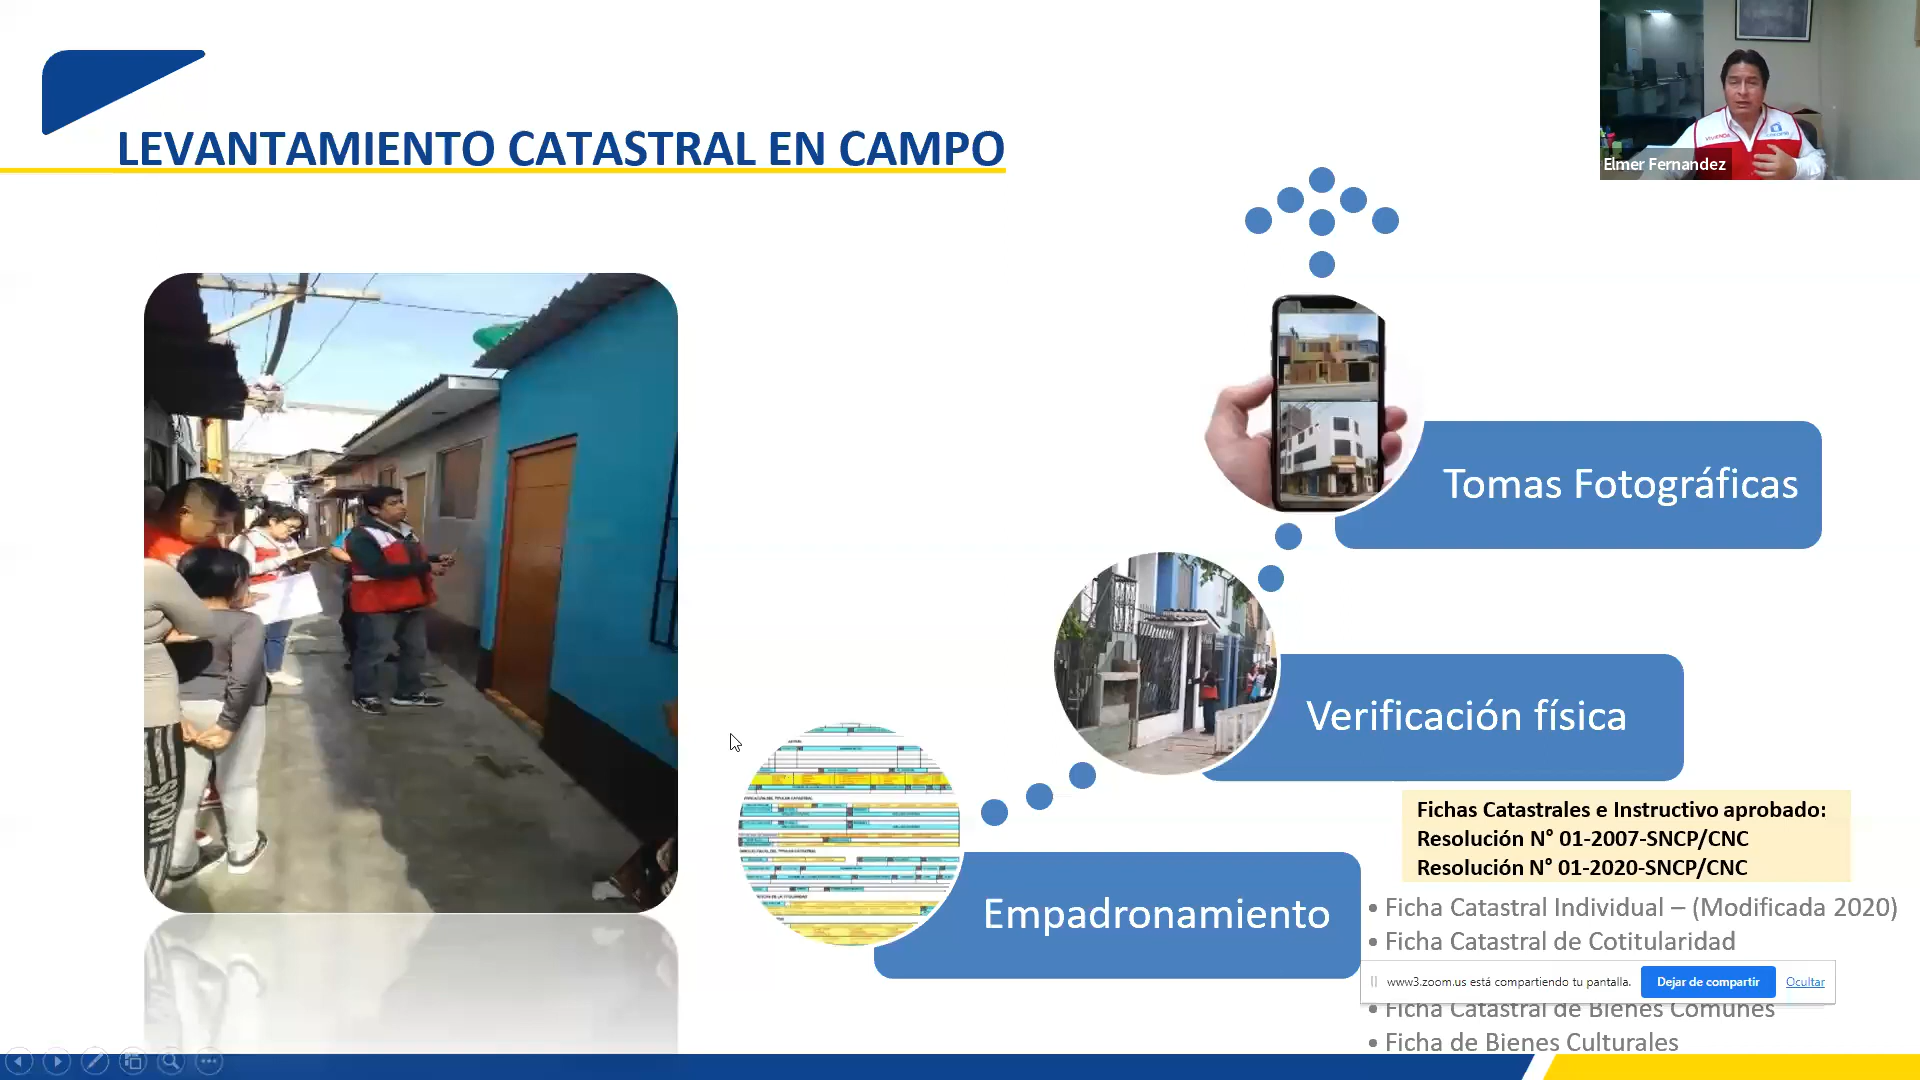 LEVANTAMIENTO CATASTRAL EN CAMPO
Elmer Fernandez
VIVIENDA
Tomas Fotográficas
Verificación física
Empadronamiento
Fichas Catastrales e Instructivo aprobado:
Resolución N° 01-2007-SNCP/CNC
Resolución N° 01-2020-SNCP/CNC
• Ficha Catastral Individual – (Modificada 2020)
• Ficha Catastral de Cotitularidad
www3.zoom.us está compartiendo tu pantalla.
Dejar de compartir
Ocultar
• Ficha Catastral de Bienes Comunes
• Ficha de Bienes Culturales
SPORT